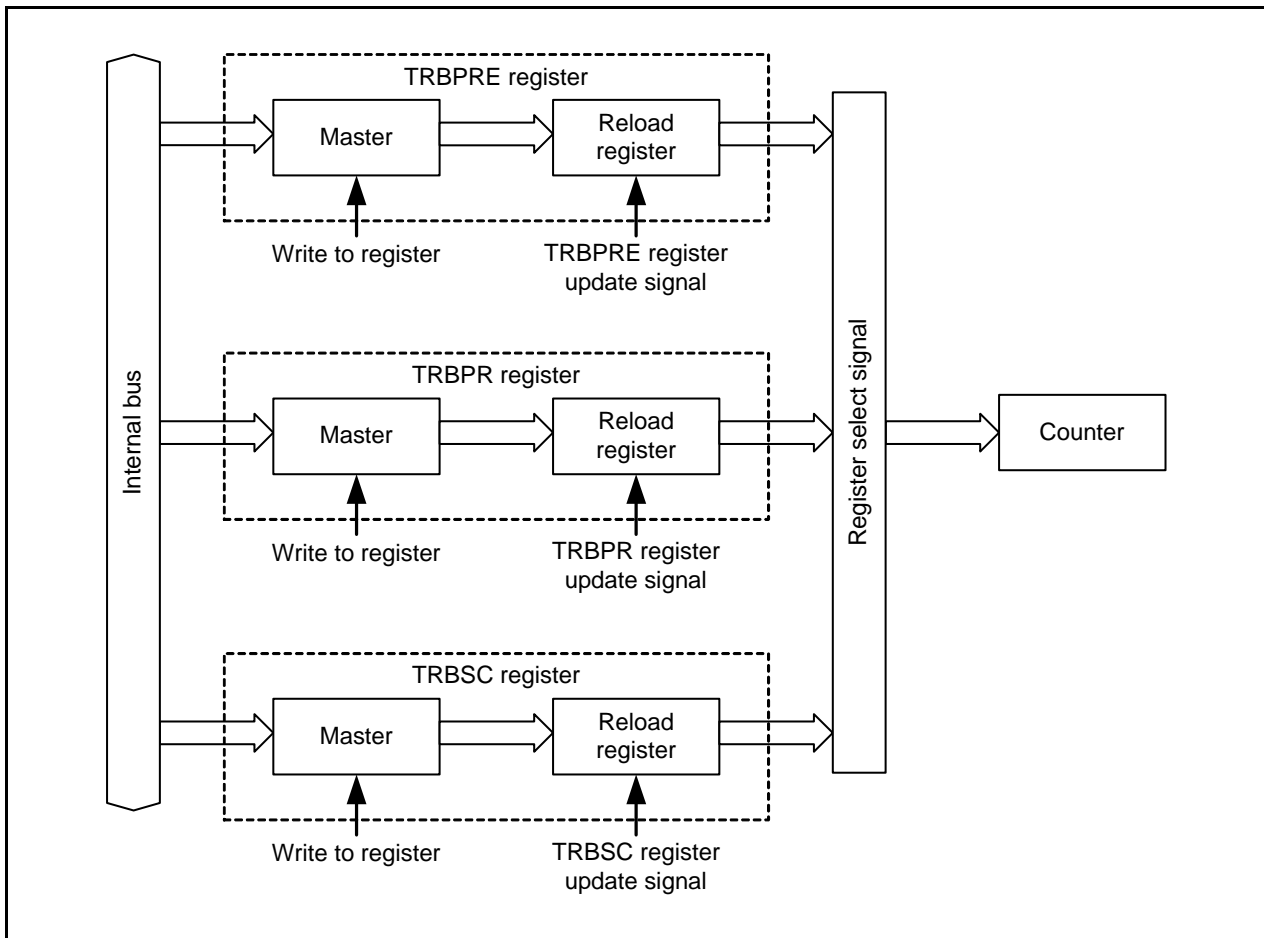 Internal bus
TRBPRE register
Master
Reload
register
Write to register
TRBPRE register
update signal
TRBPR register
Master
Reload
register
Write to register
TRBPR register
update signal
TRBSC register
Master
Reload
register
Write to register
TRBSC register
update signal
Register select signal
Counter